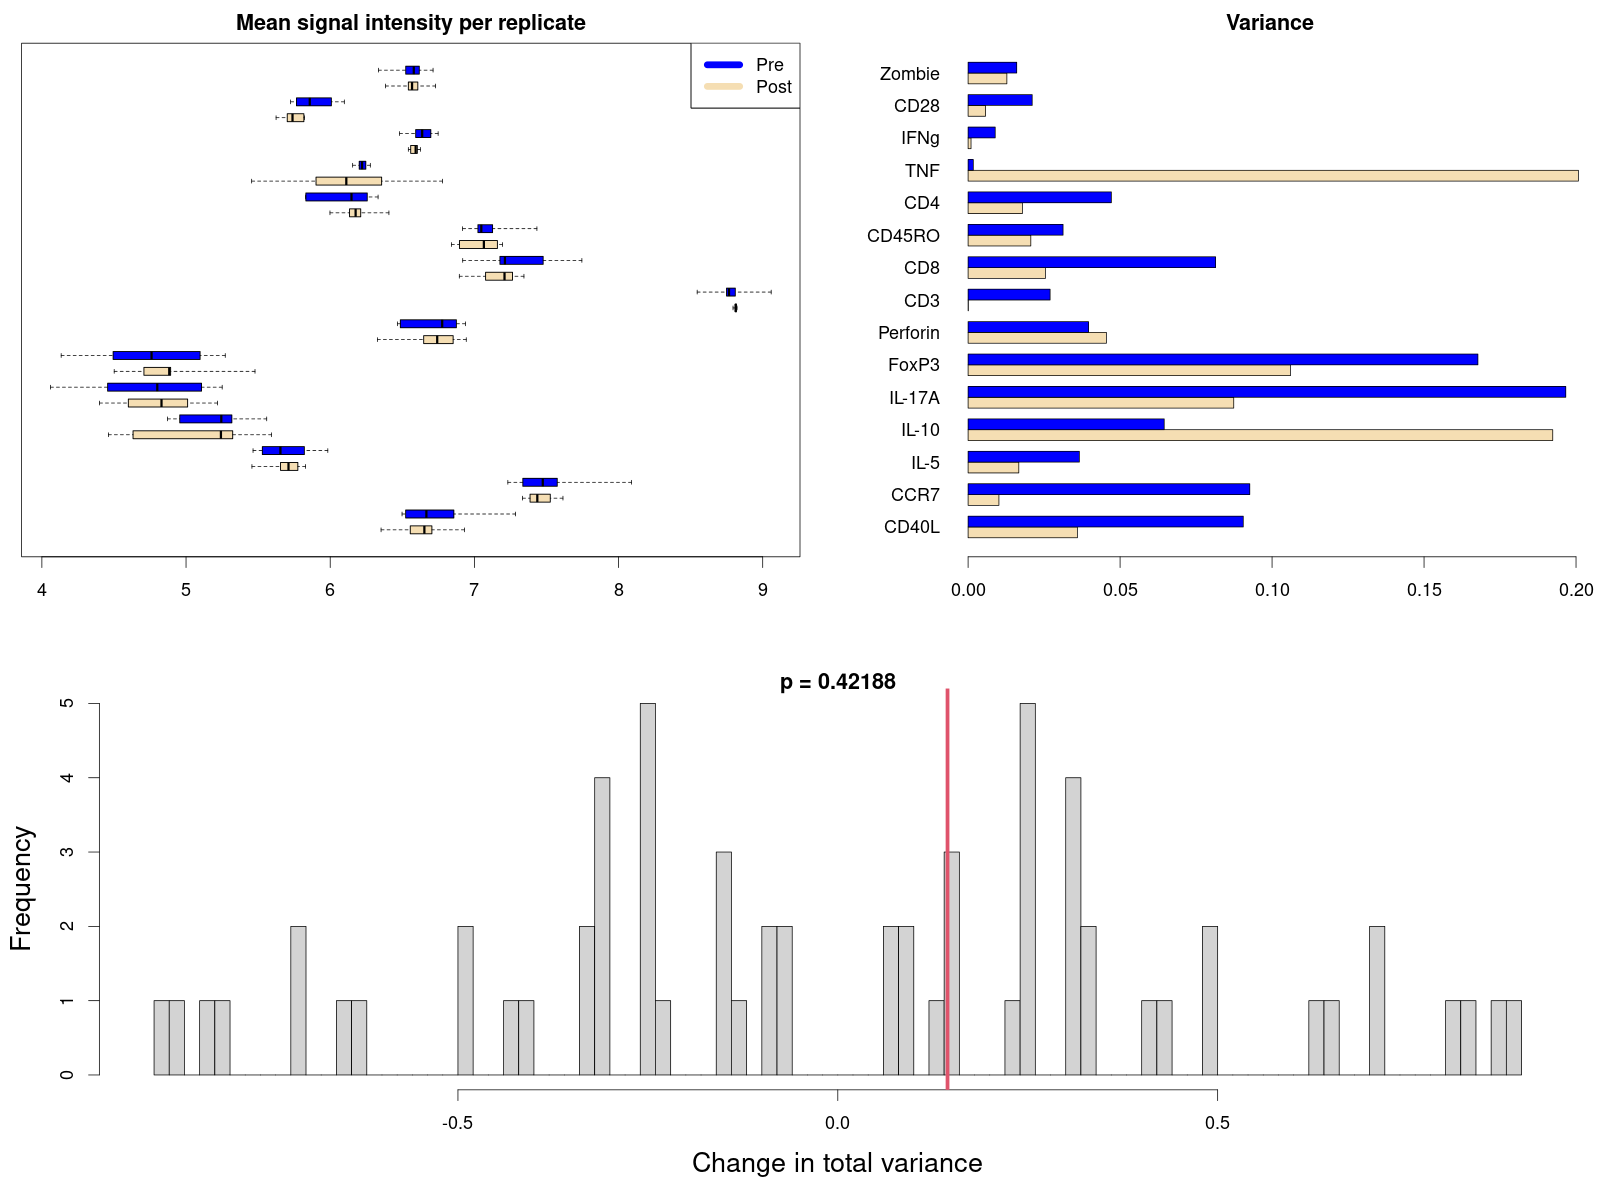 Mean signal intensity per replicate
Pre
Post
4 5 6 7 8 9
Variance
Zombie
CD28
IFNg
TNF
CD4
CD45RO
CD8
CD3
Perforin
FoxP3
IL-17A
IL-10
IL-5
CCR7
CD40L
0.00 0.05 0.10 0.15 0.20
p = 0.42188
Frequency
5
4
3
2
1
0
-0.5 0.0 0.5
Change in total variance